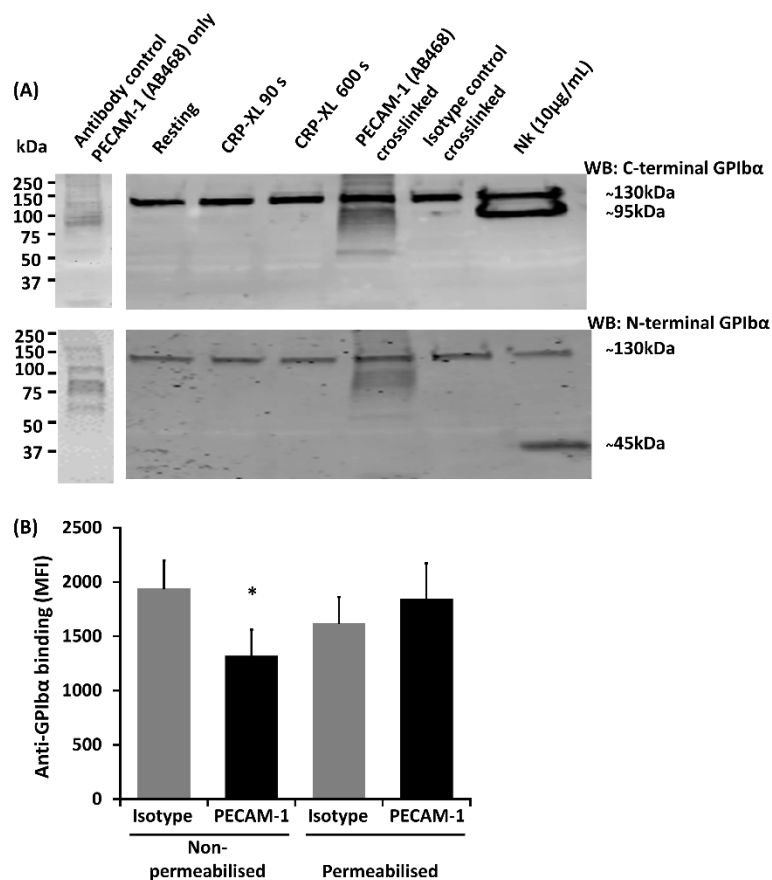 (A)
Antibody control
PECAM-1 (AB468) only
Resting
CRP-XL 90 s
CRP-XL 600 s
PECAM-1 (AB468)
crosslinked
Isotype control
crosslinked
Nk (10µg/mL)
kDa
WB: C-terminal GPIbα
250
150
100
75
50
37
~130kDa
~95kDa
WB: N-terminal GPIbα
250
150
100
75
50
37
~130kDa
~45kDa
(B)
Anti-GPIbα binding (MFI)
2500
2000
1500
1000
500
0
*
Isotype PECAM-1 Isotype PECAM-1
Non-
permeabilised
Permeabilised